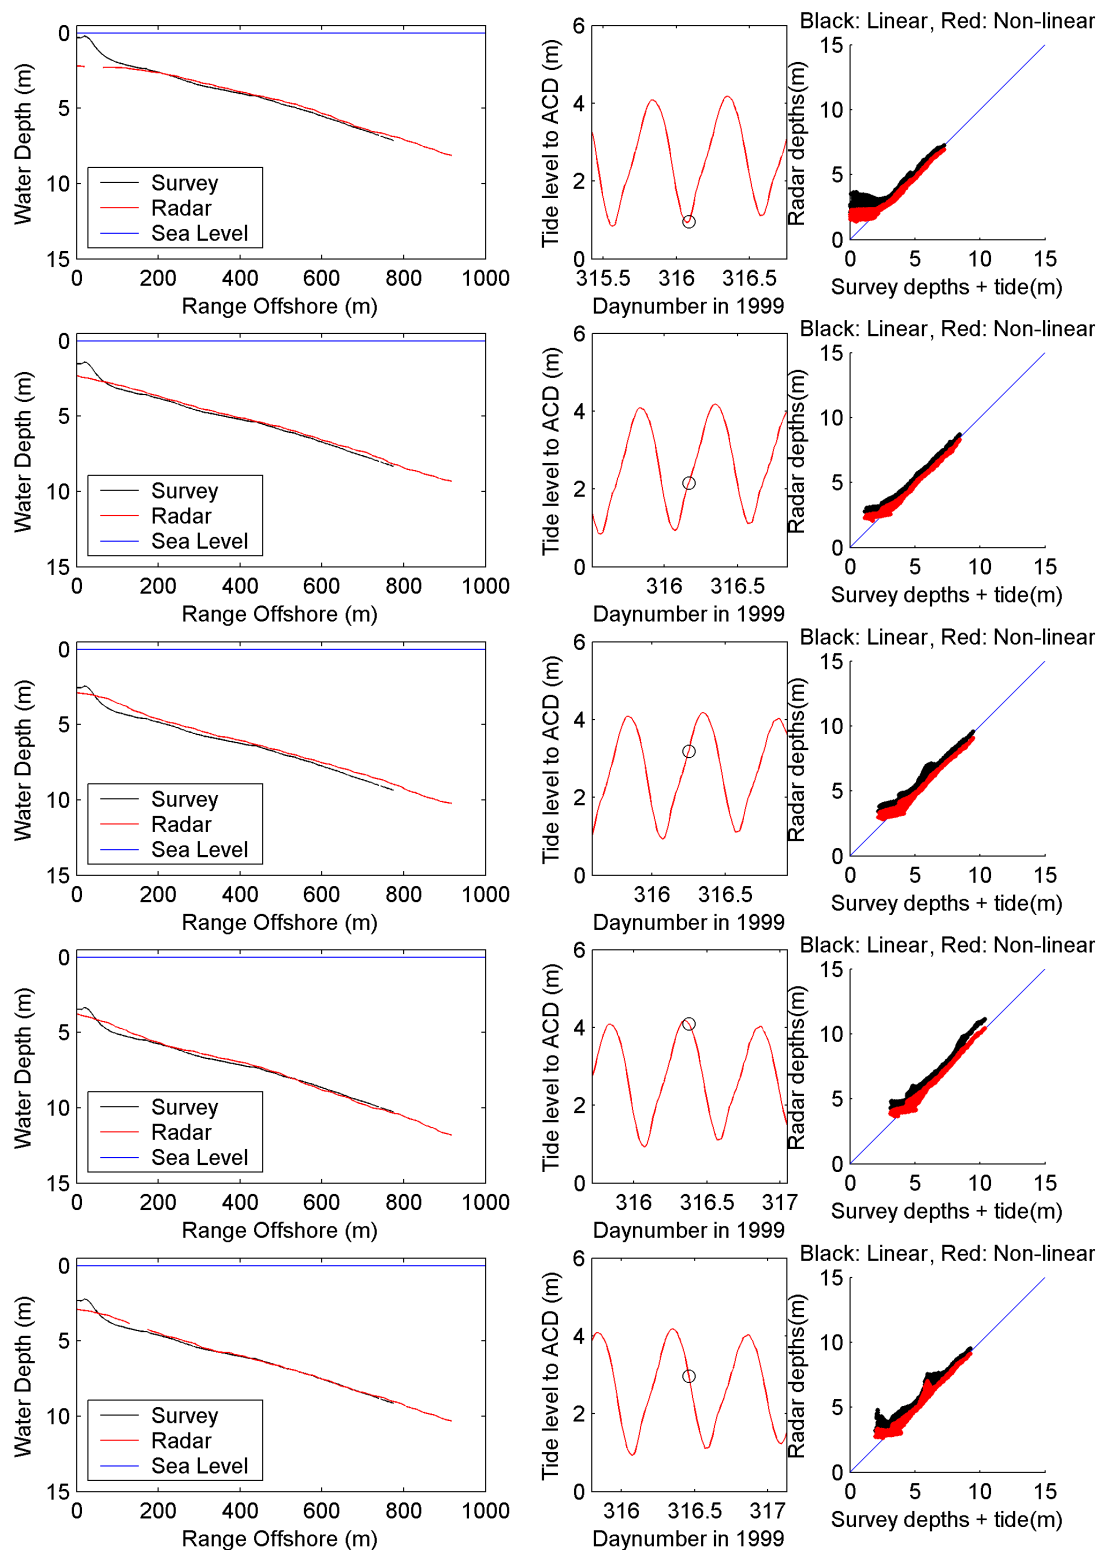 Black: Linear, Red: Non-linear
0
5
10
15
Water Depth (m)
Survey
Radar
Sea Level
0 200 400 600 800 1000
Range Offshore (m)
6
4
2
0
Tide level to ACD (m)
315.5 316 316.5
Daynumber in 1999
15
10
5
0
Radar depths(m)
0 5 10 15
Survey depths + tide(m)
Black: Linear, Red: Non-linear
0
5
10
15
Water Depth (m)
Survey
Radar
Sea Level
0 200 400 600 800 1000
Range Offshore (m)
6
4
2
0
Tide level to ACD (m)
316 316.5
Daynumber in 1999
15
10
5
0
Radar depths(m)
0 5 10 15
Survey depths + tide(m)
Black: Linear, Red: Non-linear
0
5
10
15
Water Depth (m)
Survey
Radar
Sea Level
0 200 400 600 800 1000
Range Offshore (m)
6
4
2
0
Tide level to ACD (m)
316 316.5
Daynumber in 1999
15
10
5
0
Radar depths(m)
0 5 10 15
Survey depths + tide(m)
Black: Linear, Red: Non-linear
0
5
10
15
Water Depth (m)
Survey
Radar
Sea Level
0 200 400 600 800 1000
Range Offshore (m)
6
4
2
0
Tide level to ACD (m)
316 316.5 317
Daynumber in 1999
15
10
5
0
Radar depths(m)
0 5 10 15
Survey depths + tide(m)
Black: Linear, Red: Non-linear
0
5
10
15
Water Depth (m)
Survey
Radar
Sea Level
0 200 400 600 800 1000
Range Offshore (m)
6
4
2
0
Tide level to ACD (m)
316 316.5 317
Daynumber in 1999
15
10
5
0
Radar depths(m)
0 5 10 15
Survey depths + tide(m)